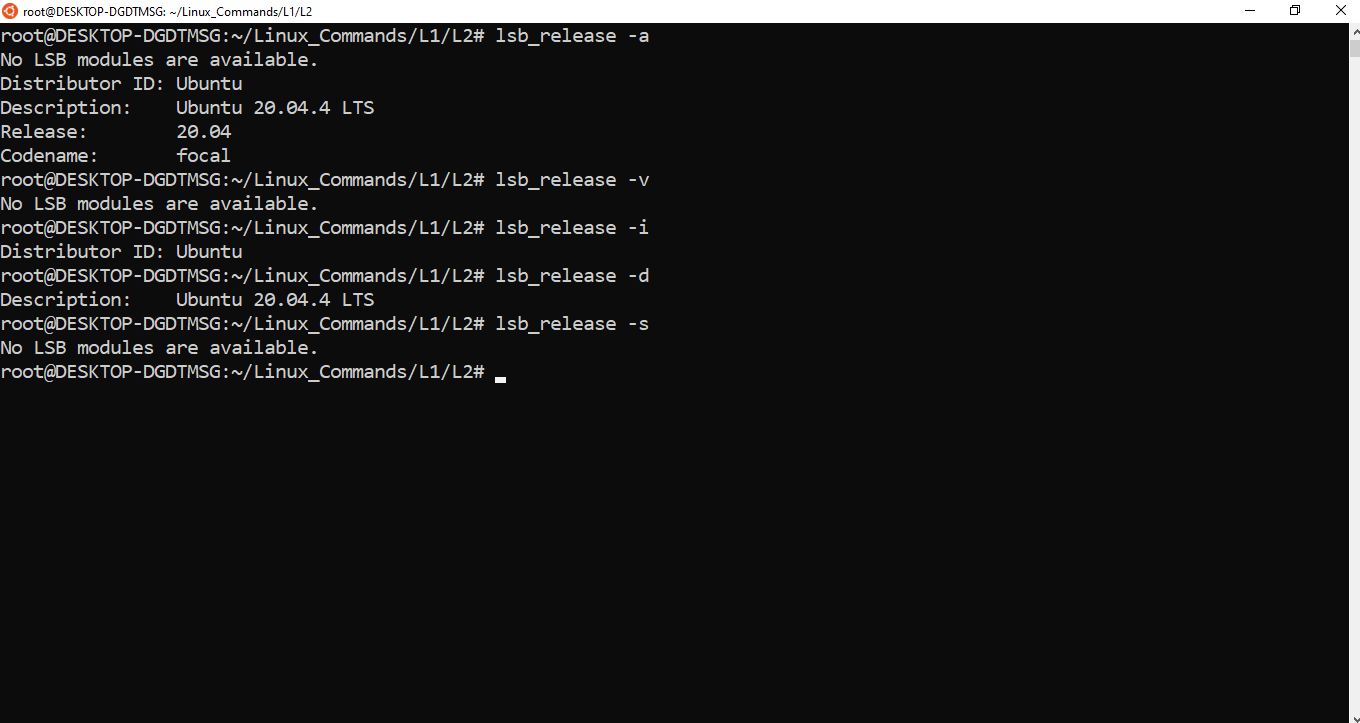 root@DESKTOP-DGDTMSG: ~/Linux_Commands/L1/L2
root@DESKTOP-DGDTMSG:~/Linux_Commands/L1/L2# lsb_release -a
No LSB modules are available.
Distributor ID: Ubuntu
Description:    Ubuntu 20.04.4 LTS
Release:        20.04
Codename:       focal
root@DESKTOP-DGDTMSG:~/Linux_Commands/L1/L2# lsb_release -v
No LSB modules are available.
root@DESKTOP-DGDTMSG:~/Linux_Commands/L1/L2# lsb_release -i
Distributor ID: Ubuntu
root@DESKTOP-DGDTMSG:~/Linux_Commands/L1/L2# lsb_release -d
Description:    Ubuntu 20.04.4 LTS
root@DESKTOP-DGDTMSG:~/Linux_Commands/L1/L2# lsb_release -s
No LSB modules are available.
root@DESKTOP-DGDTMSG:~/Linux_Commands/L1/L2#